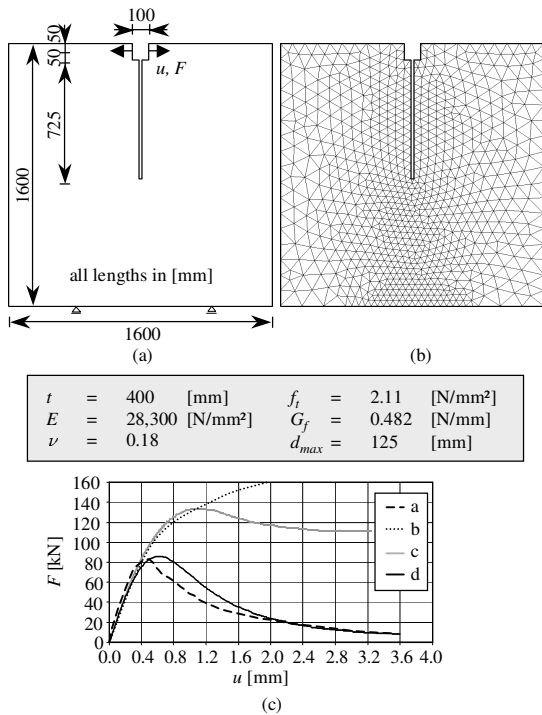 100
50
50
u, F
725
1600
all lengths in [mm]
1600
(a)
(b)
t = 400 [mm] f_t = 2.11 [N/mm²]
E = 28,300 [N/mm²] G_f = 0.482 [N/mm]
ν = 0.18 d_max = 125 [mm]
160
140
120
100
80
60
40
20
0
F [kN]
a
b
c
d
0.0 0.4 0.8 1.2 1.6 2.0 2.4 2.8 3.2 3.6 4.0
u [mm]
(c)